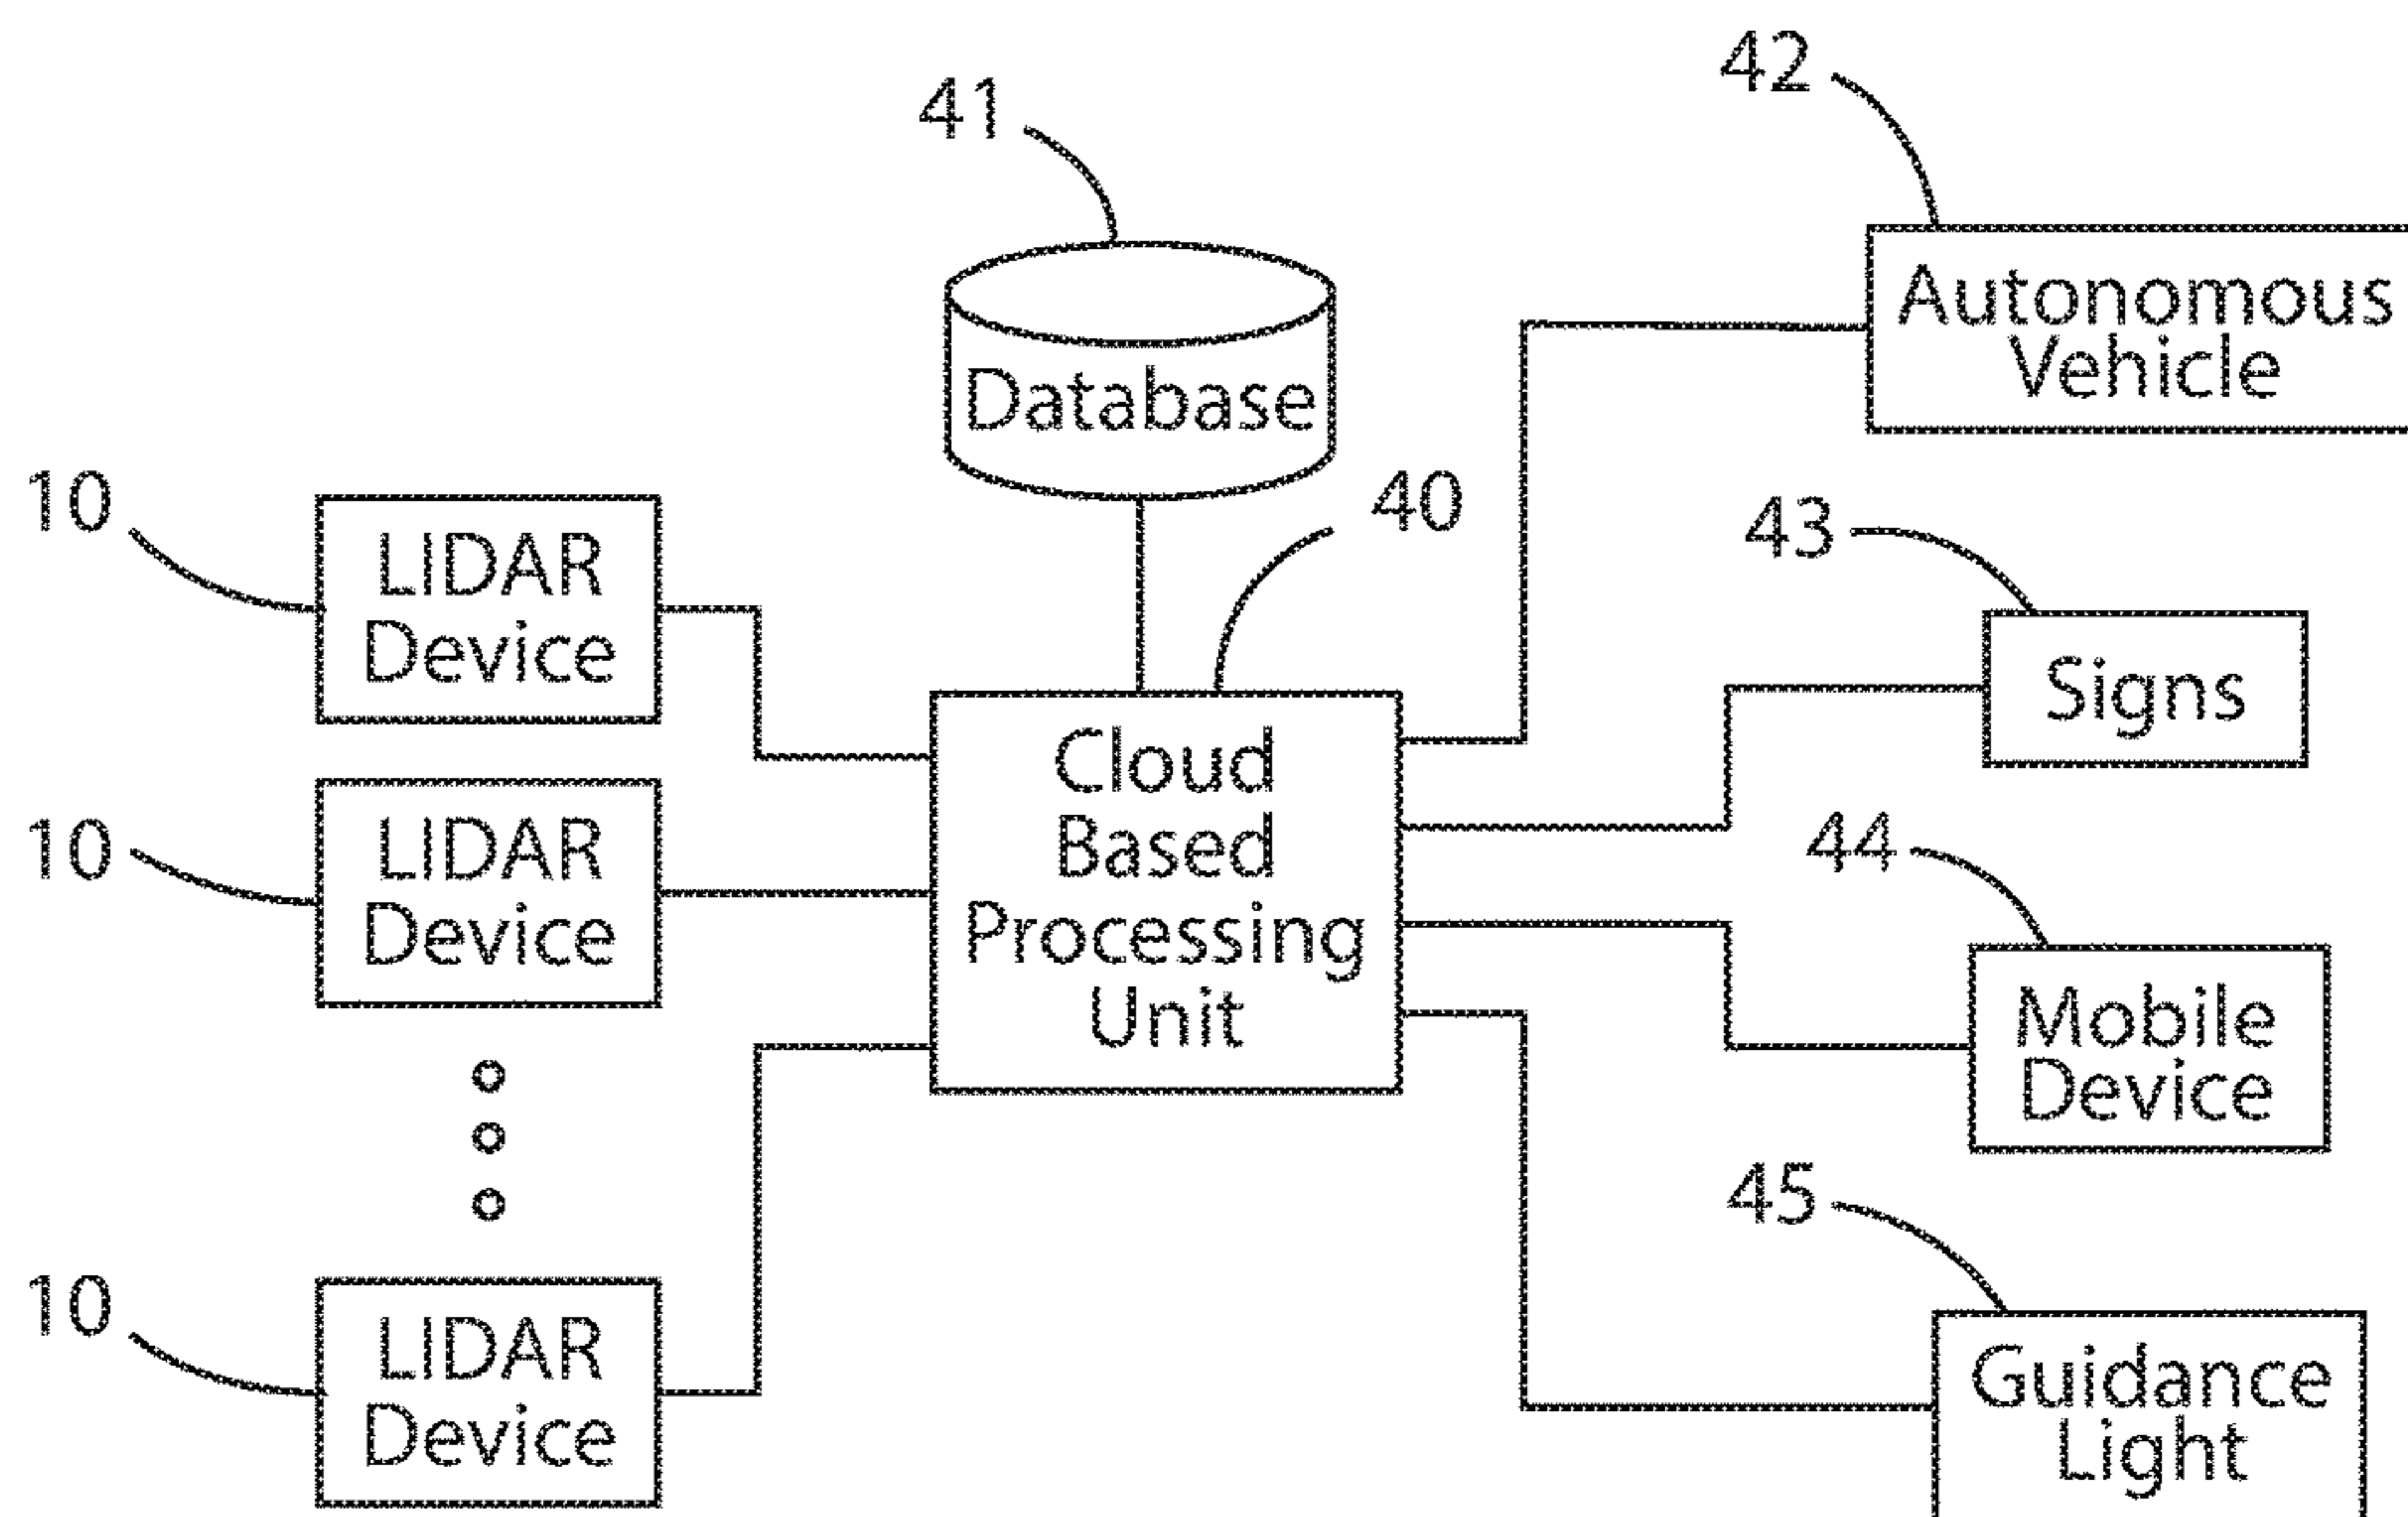 42
41
Autonomous
Vehicle
Database
10
LIDAR
Device
40
43
Signs
Cloud
Based
Processing
Unit
10
LIDAR
Device
44
Mobile
Device
45
10
LIDAR
Device
Guidance
Light